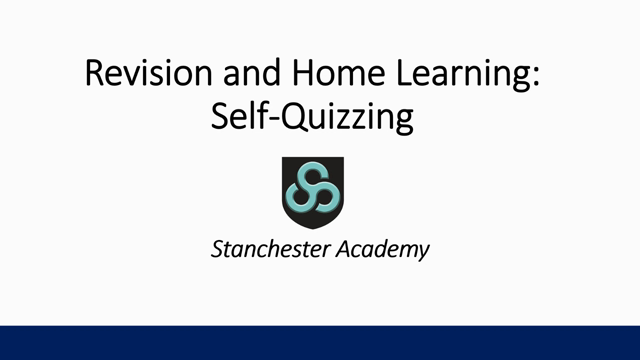 Revision and Home Learning:
Self-Quizzing
Stanchester Academy